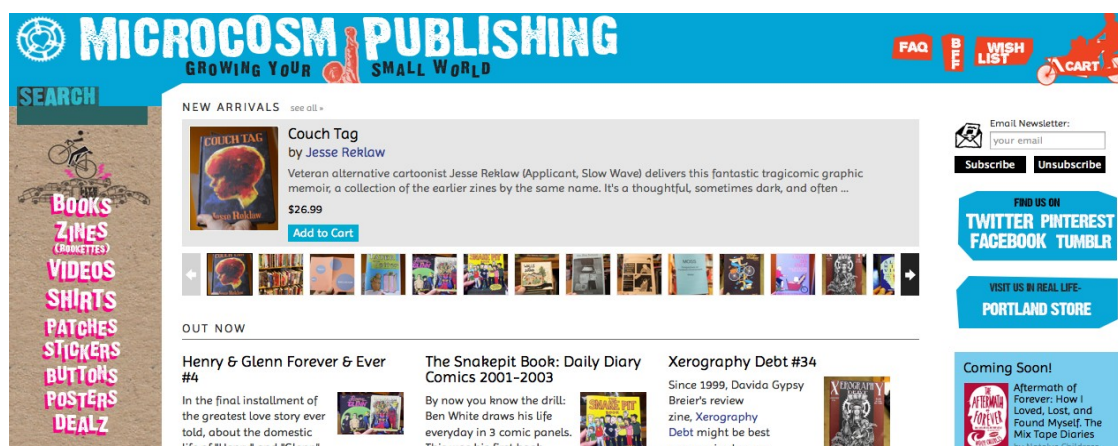 MICROCOSM PUBLISHING
GROWING YOUR SMALL WORLD
FAQ
BFF
WISH LIST
CART
SEARCH
BOOKS
ZINES
(BOOKETTES)
VIDEOS
SHIRTS
PATCHES
STICKERS
BUTTONS
POSTERS
DEALZ
NEW ARRIVALS see all »
COUCH TAG
Jesse Reklaw
Couch Tag
by Jesse Reklaw
Veteran alternative cartoonist Jesse Reklaw (Applicant, Slow Wave) delivers this fantastic tragicomic graphic
memoir, a collection of the earlier zines by the same name. It's a thoughtful, sometimes dark, and often ...
$26.99
Add to Cart
OUT NOW
Henry & Glenn Forever & Ever
#4
In the final installment of
the greatest love story ever
told, about the domestic
The Snakepit Book: Daily Diary
Comics 2001-2003
By now you know the drill:
Ben White draws his life
everyday in 3 comic panels.
SNAKE PIT
Xerography Debt #34
Since 1999, Davida Gypsy
Breier's review
zine, Xerography
Debt might be best
XEROGRAPHY
Email Newsletter:
your email
Subscribe
Unsubscribe
FIND US ON
TWITTER PINTEREST
FACEBOOK TUMBLR
VISIT US IN REAL LIFE-
PORTLAND STORE
Coming Soon!
AFTERMATH
FOREVER
Aftermath of
Forever: How I
Loved, Lost, and
Found Myself. The
Mix Tape Diaries